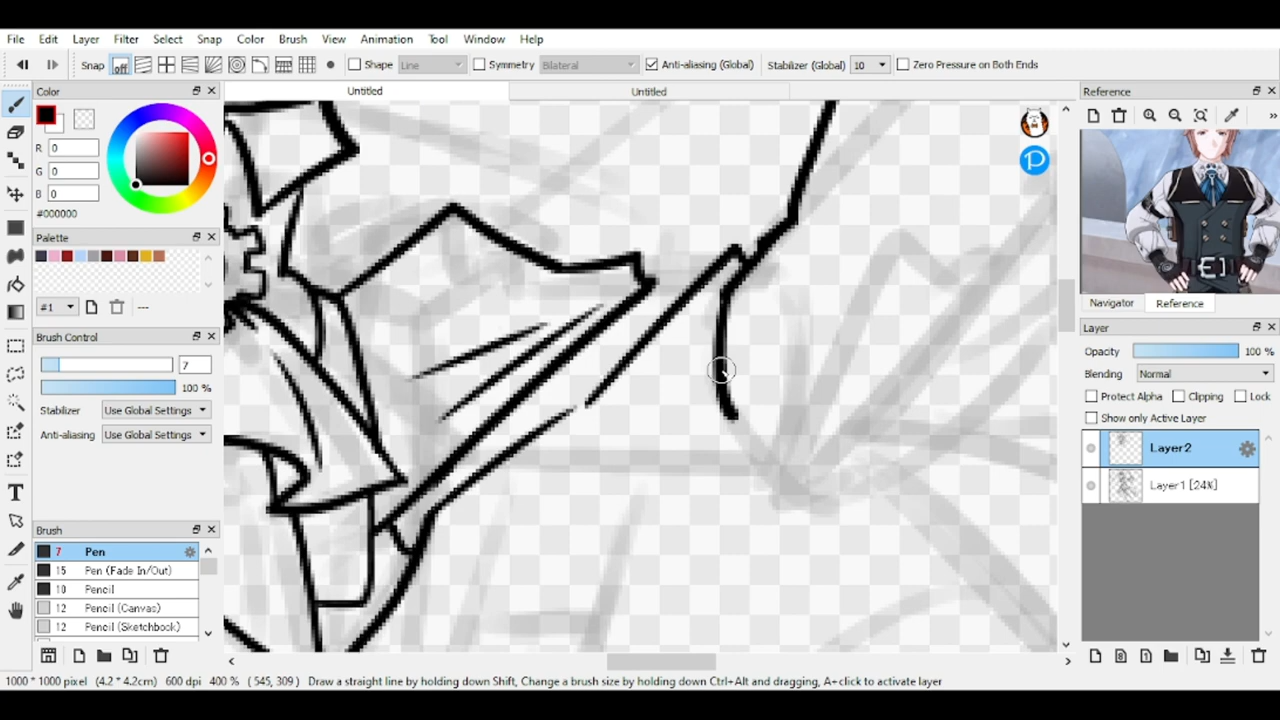 File Edit Layer Filter Select Snap Color Brush View Animation Tool Window Help
Snap off Shape Line Symmetry Bilateral Anti-aliasing (Global) Stabilizer (Global) 10 Zero Pressure on Both Ends
Color
R 0
G 0
B 0
#000000
Palette
#1 ---
Brush Control
7
100 %
Stabilizer Use Global Settings
Anti-aliasing Use Global Settings
Brush
7 Pen
15 Pen (Fade In/Out)
10 Pencil
12 Pencil (Canvas)
12 Pencil (Sketchbook)
Untitled Untitled
P
Reference
»
Navigator Reference
Layer
Opacity 100 %
Blending Normal
Protect Alpha Clipping Lock
Show only Active Layer
Layer2
Layer1 [24%]
8 1
1000 * 1000 pixel (4.2 * 4.2cm) 600 dpi 400 % ( 545, 309 ) Draw a straight line by holding down Shift, Change a brush size by holding down Ctrl+Alt and dragging, A+click to activate layer